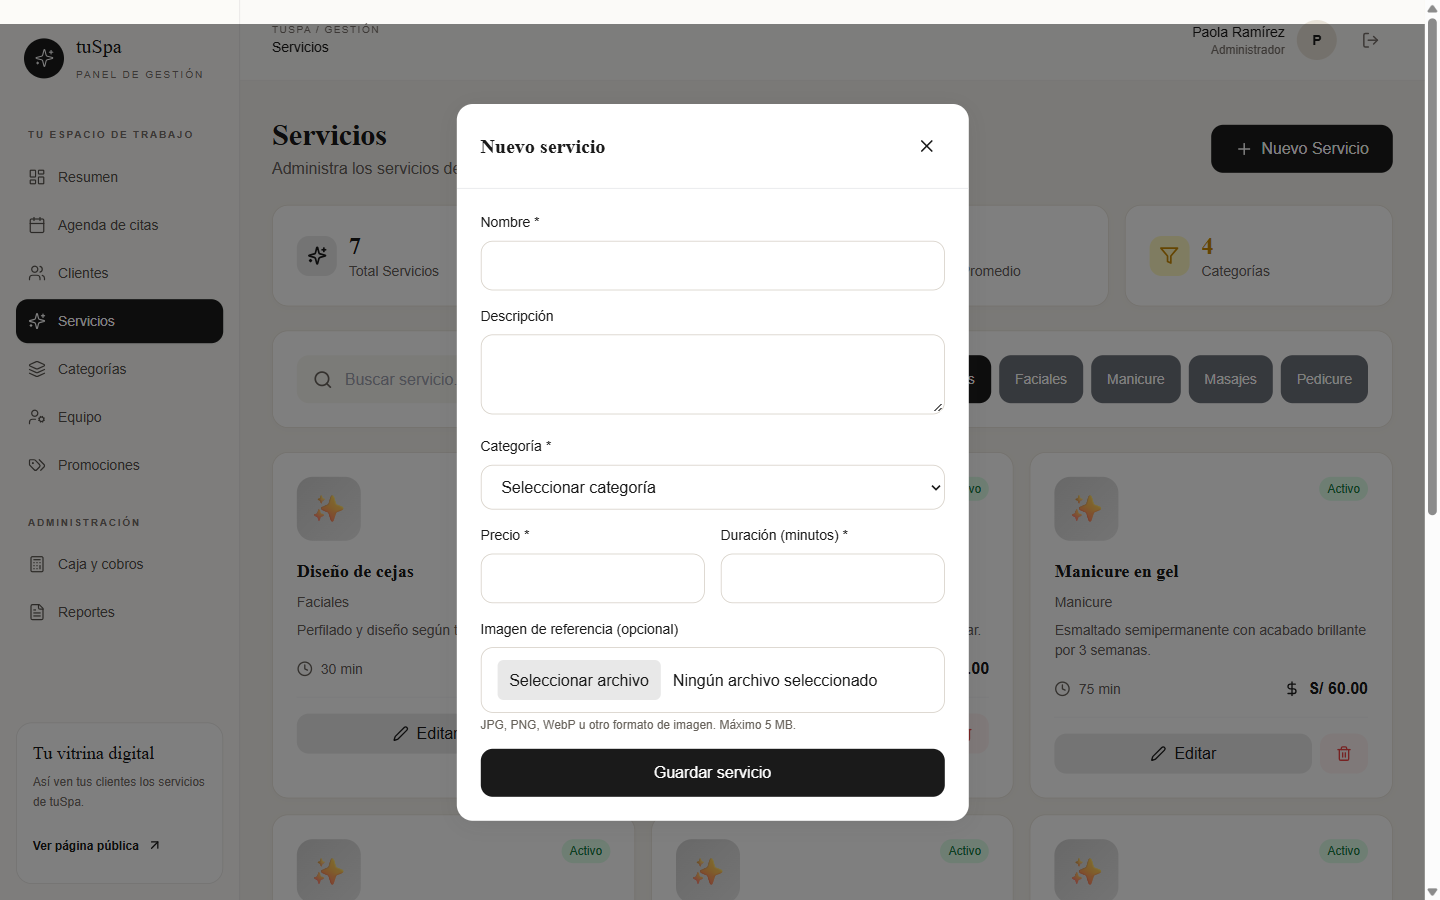 tuSpa
PANEL DE GESTIÓN
TU ESPACIO DE TRABAJO
Resumen
Agenda de citas
Clientes
Servicios
Categorías
Equipo
Promociones
ADMINISTRACIÓN
Caja y cobros
Reportes
Tu vitrina digital
Así ven tus clientes los servicios
de tuSpa.
Ver página pública
TUSPA / GESTIÓN
Servicios
Paola Ramírez
Administrador
P
Servicios
Administra los servicios de
Nuevo Servicio
7
Total Servicios
4
Categorías
Buscar servicio.
Faciales
Manicure
Masajes
Pedicure
Diseño de cejas
Faciales
Perfilado y diseño según
30 min
Editar
Activo
Manicure en gel
Manicure
Esmaltado semipermanente con acabado brillante
por 3 semanas.
75 min
S/ 60.00
Editar
Activo
Activo
Activo
Nuevo servicio
Nombre *
Descripción
Categoría *
Seleccionar categoría
Precio *
Duración (minutos) *
Imagen de referencia (opcional)
Seleccionar archivo
Ningún archivo seleccionado
JPG, PNG, WebP u otro formato de imagen. Máximo 5 MB.
Guardar servicio